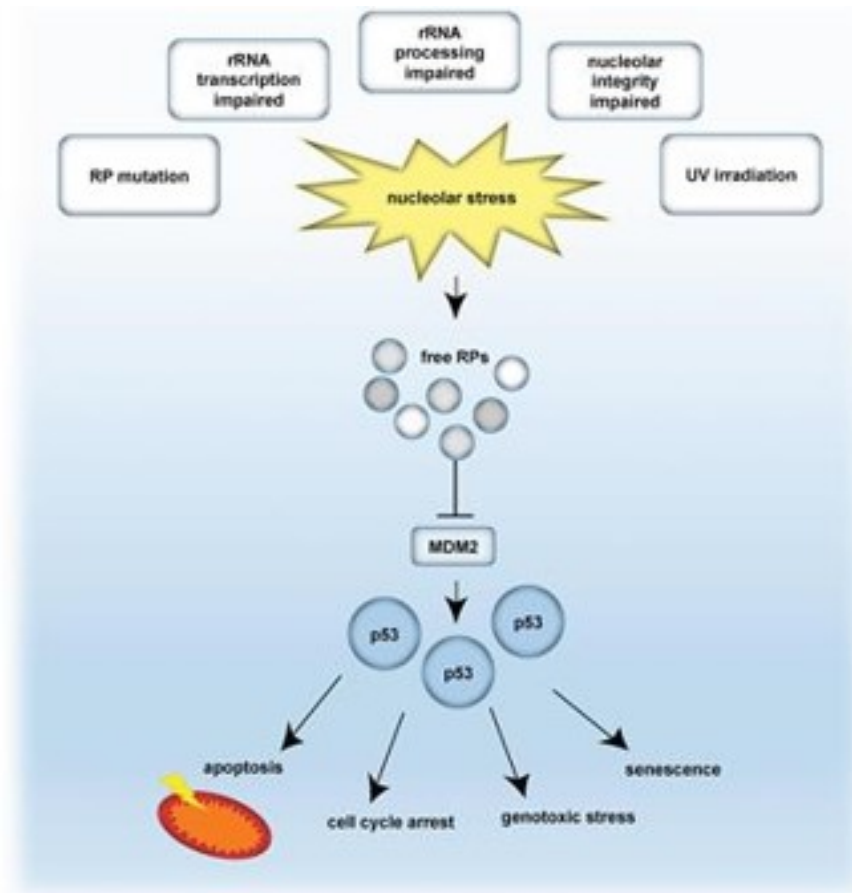 rRNA
processing
impaired
rRNA
transcription
impaired
nucleolar
integrity
impaired
RP mutation
UV irradiation
nucleolar stress
free RPs
MDM2
p53
p53
p53
apoptosis
senescence
cell cycle arrest
genotoxic stress